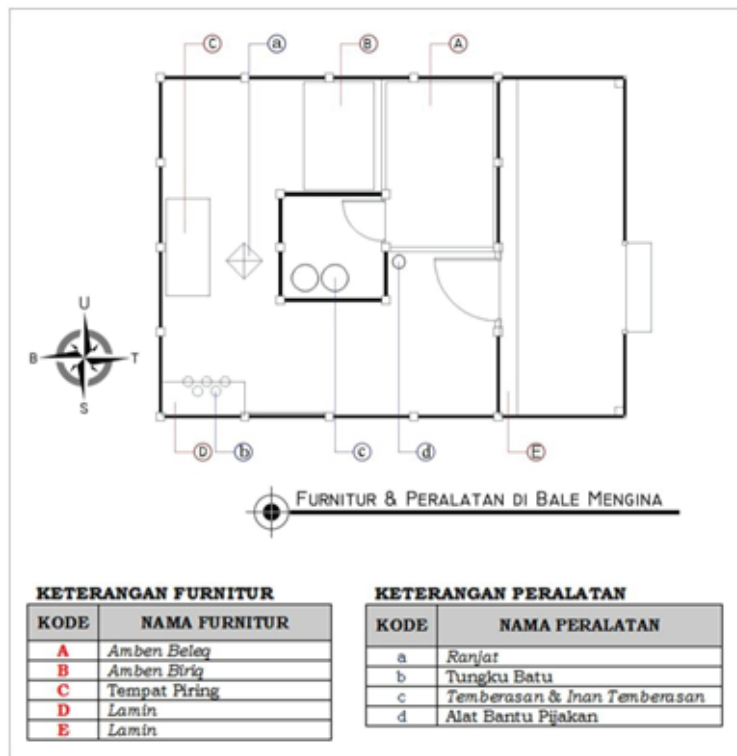 C a B A
U
B T
S
D b c d E
FURNITUR & PERALATAN DI BALE MENGINA
KETERANGAN FURNITUR
KODE NAMA FURNITUR
A Amben Beleq
B Amben Biriq
C Tempat Piring
D Lamin
E Lamin
KETERANGAN PERALATAN
KODE NAMA PERALATAN
a Ranjat
b Tungku Batu
c Temberasan & Inan Temberasan
d Alat Bantu Pijakan